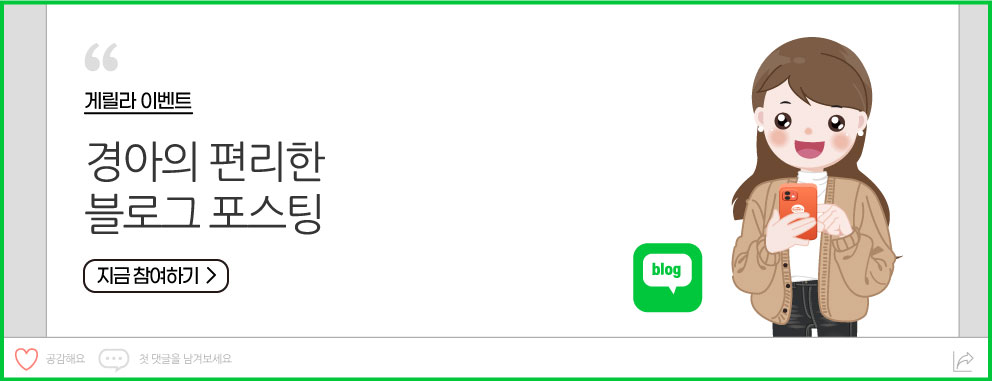 “
게릴라 이벤트
경아의 편리한
블로그 포스팅
지금 참여하기 >
blog
공감해요 첫 댓글을 남겨보세요